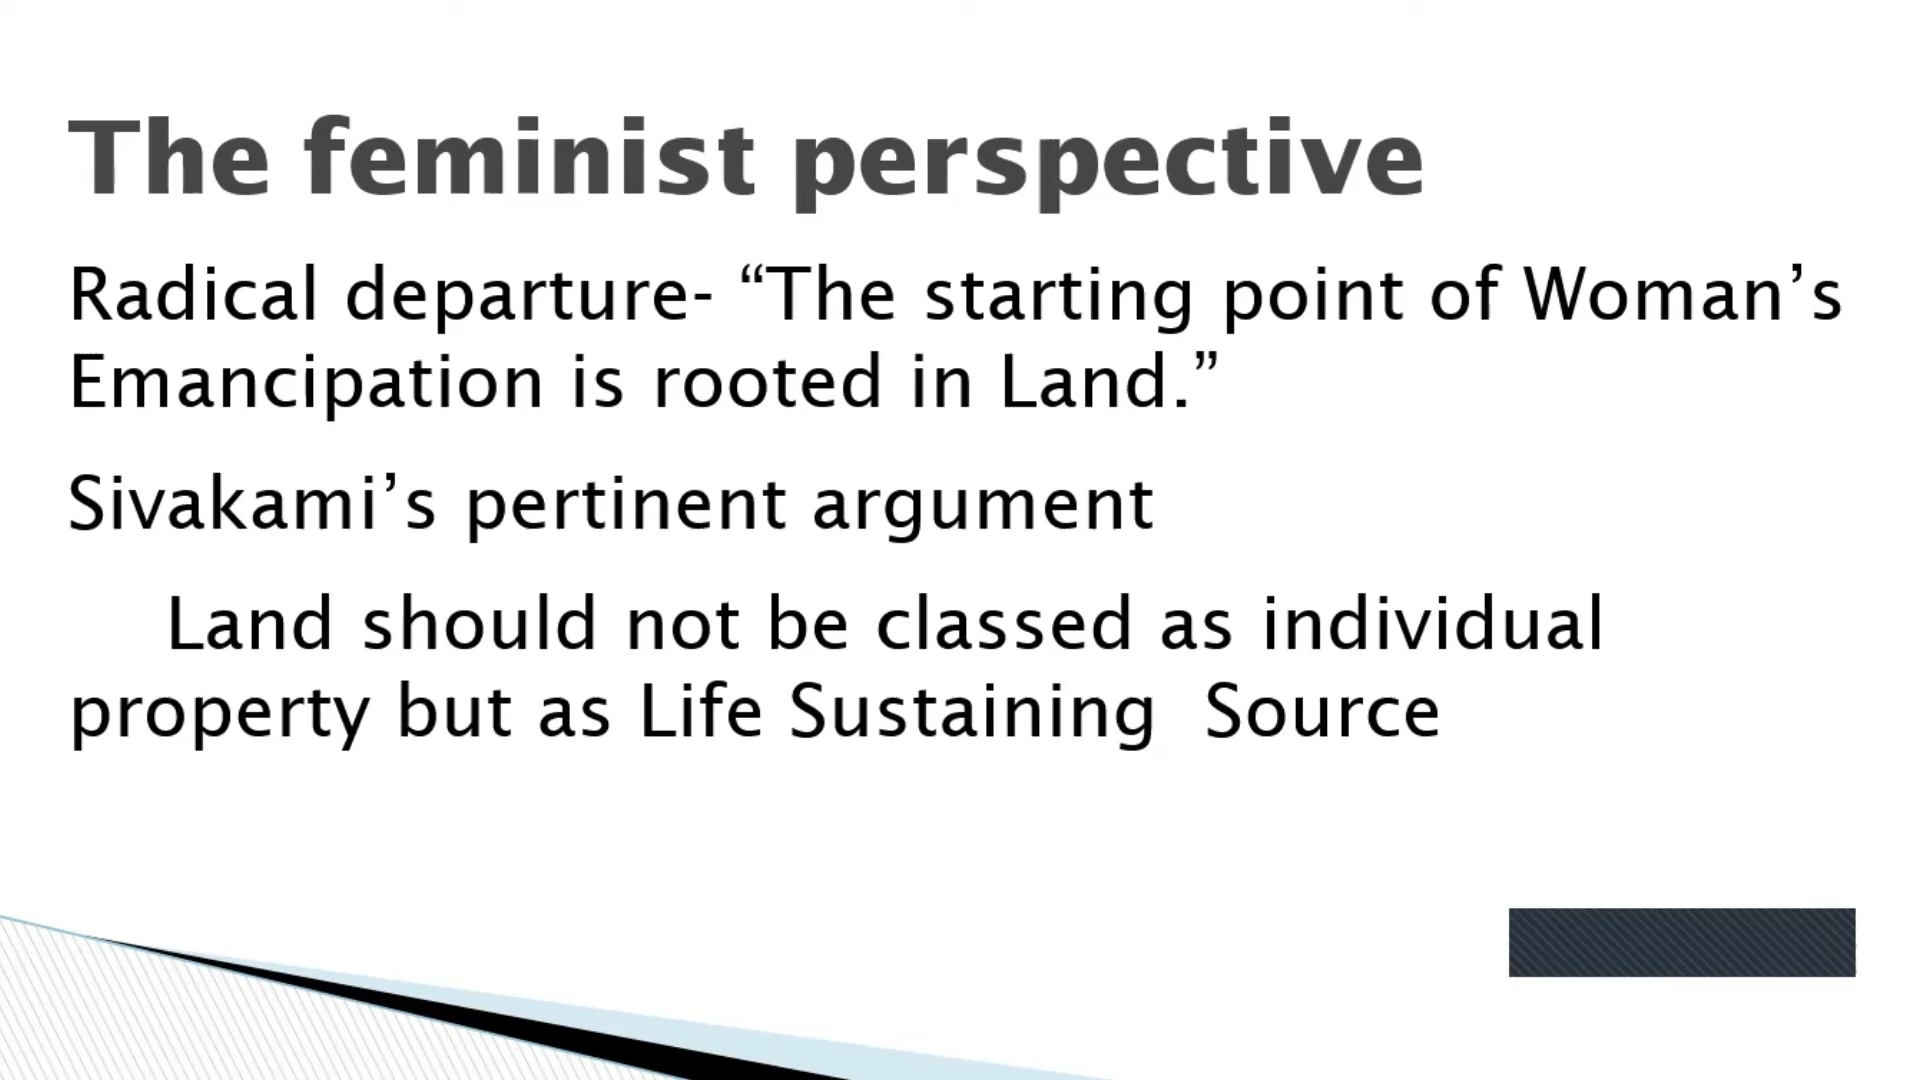 The feminist perspective
Radical departure- “The starting point of Woman’s
Emancipation is rooted in Land.”
Sivakami’s pertinent argument
Land should not be classed as individual
property but as Life Sustaining  Source